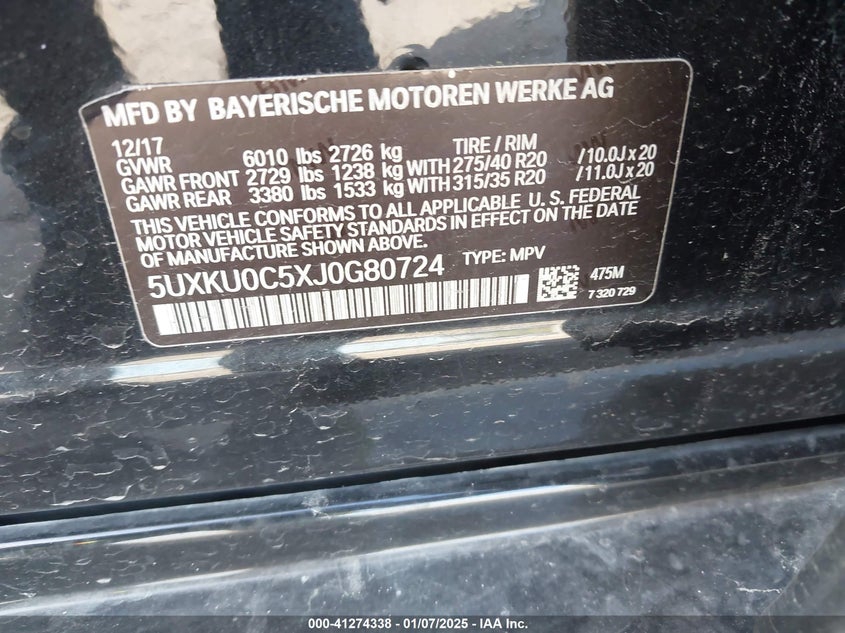 MFD BY BAYERISCHE MOTOREN WERKE AG
12/17 TIRE / RIM
GVWR 6010 lbs 2726 kg
GAWR FRONT 2729 lbs 1238 kg WITH 275/40 R20 /10.0J x 20
GAWR REAR 3380 lbs 1533 kg WITH 315/35 R20 /11.0J x 20
THIS VEHICLE CONFORMS TO ALL APPLICABLE U. S. FEDERAL
MOTOR VEHICLE SAFETY STANDARDS IN EFFECT ON THE DATE
OF MANUFACTURE SHOWN ABOVE.
5UXKU0C5XJ0G80724 TYPE: MPV
475M
7 320 729
000-41274338 - 01/07/2025 - IAA Inc.